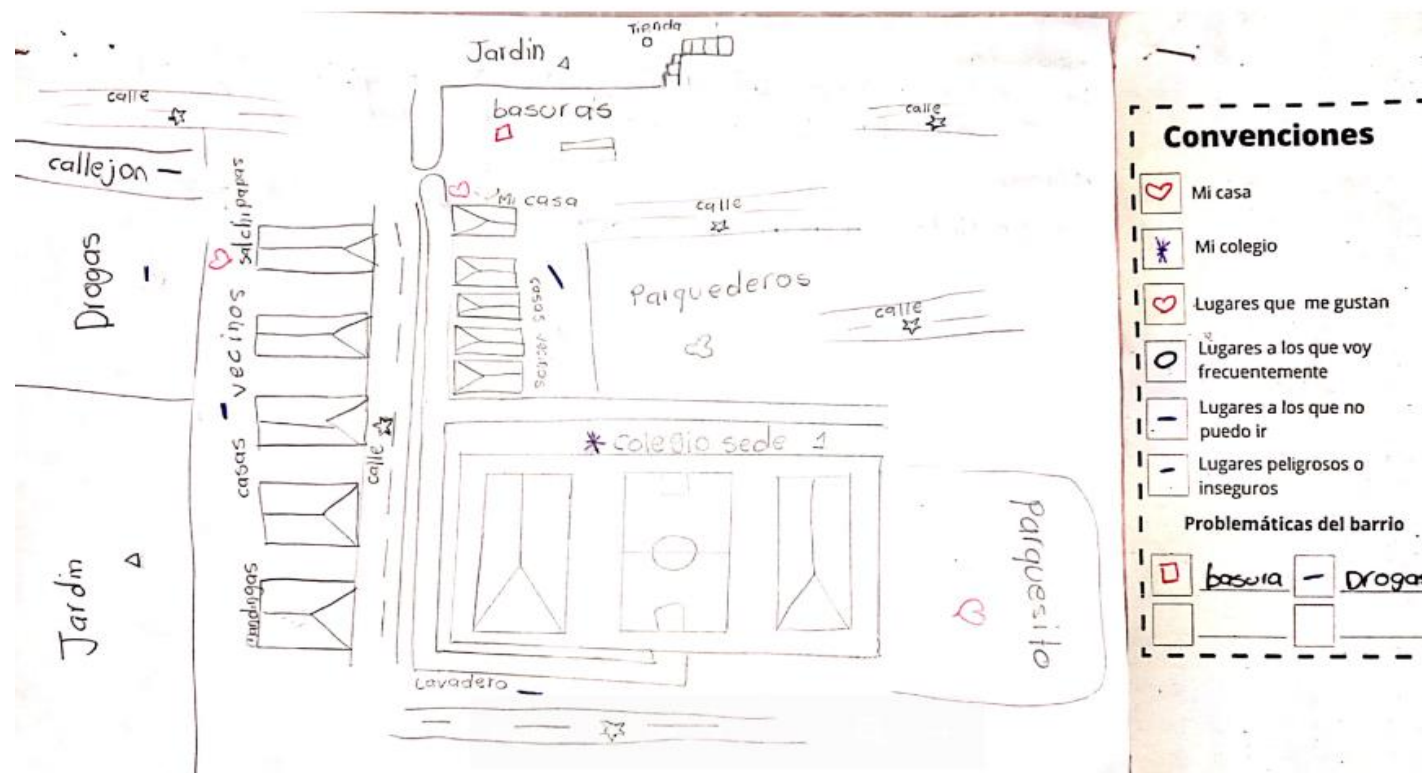 Tienda
Jardin
calle
basuras
calle
callejon
salchipapas
Mi casa
calle
Drogas
vecinos
casas vecinos
Parquederos
calle
casas
calle
colegio sede 1
Parquesito
Jardin
Lavadero
Convenciones
Mi casa
Mi colegio
Lugares que me gustan
Lugares a los que voy
frecuentemente
Lugares a los que no
puedo ir
Lugares peligrosos o
inseguros
Problemáticas del barrio
basura
Drogas